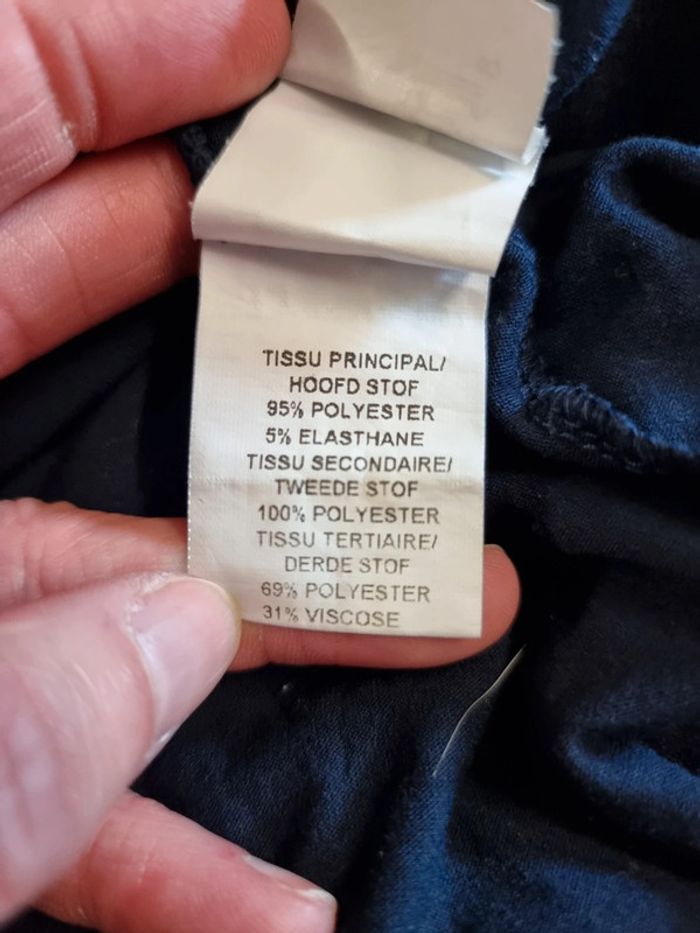 TISSU PRINCIPAL/
HOOFD STOF
95% POLYESTER
5% ELASTHANE
TISSU SECONDAIRE/
TWEEDE STOF
100% POLYESTER
TISSU TERTIAIRE/
DERDE STOF
69% POLYESTER
31% VISCOSE